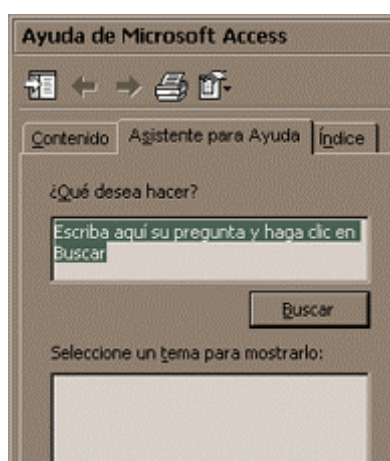 Ayuda de Microsoft Access
Contenido Asistente para Ayuda Índice
¿Qué desea hacer?
Escriba aquí su pregunta y haga clic en
Buscar
Buscar
Seleccione un tema para mostrarlo: